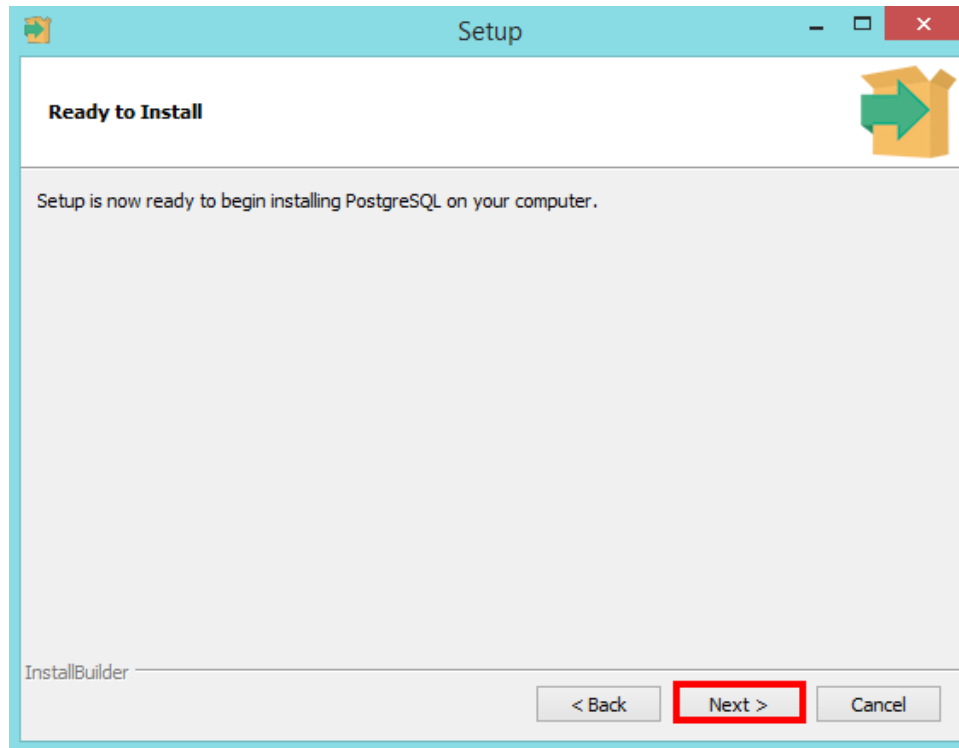 Setup
Ready to Install
Setup is now ready to begin installing PostgreSQL on your computer.
InstallBuilder
< Back Next > Cancel